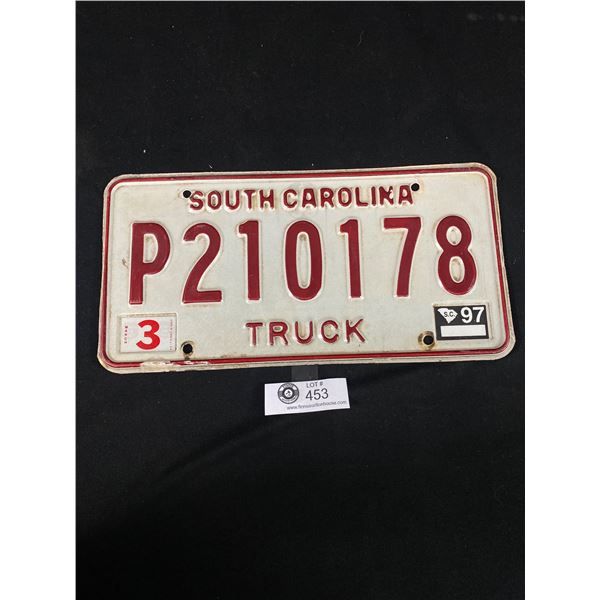 SOUTH CAROLINA
P210178
3
S.C. 97
TRUCK
LOT #
453